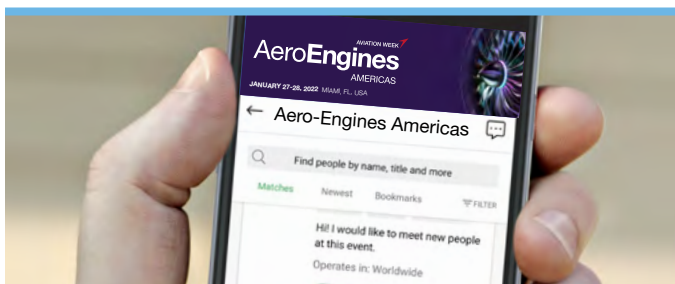 AVIATION WEEK
AeroEngines
AMERICAS
JANUARY 27-28, 2022 MIAMI, FL. USA
Aero-Engines Americas
Find people by name, title and more
Matches Newest Bookmarks FILTER
Hi! I would like to meet new people
at this event.
Operates in: Worldwide